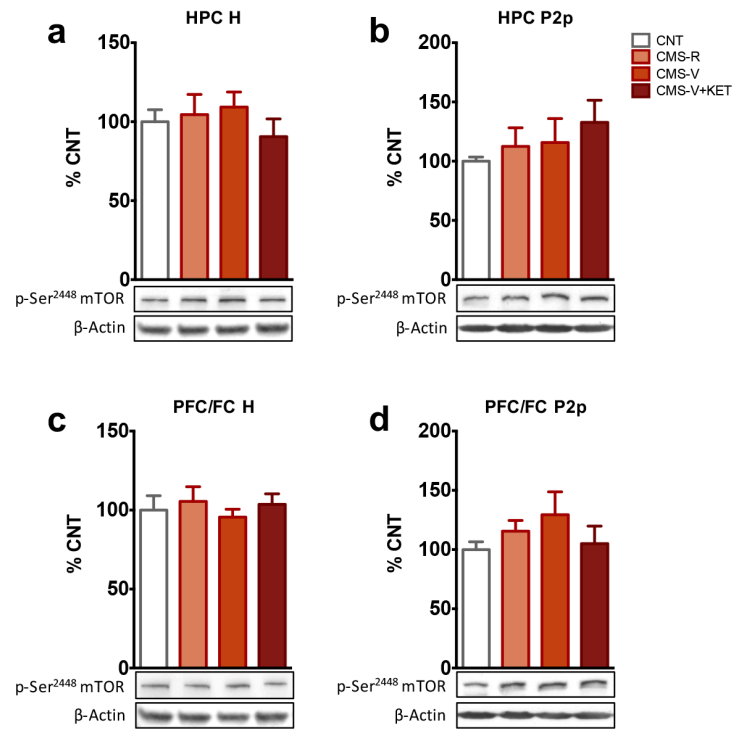 a
HPC H
% CNT
150
100
50
0
p-Ser2448 mTOR
β-Actin
b
HPC P2p
% CNT
200
150
100
50
0
p-Ser2448 mTOR
β-Actin
CNT
CMS-R
CMS-V
CMS-V+KET
c
PFC/FC H
% CNT
150
100
50
0
p-Ser2448 mTOR
β-Actin
d
PFC/FC P2p
% CNT
200
150
100
50
0
p-Ser2448 mTOR
β-Actin